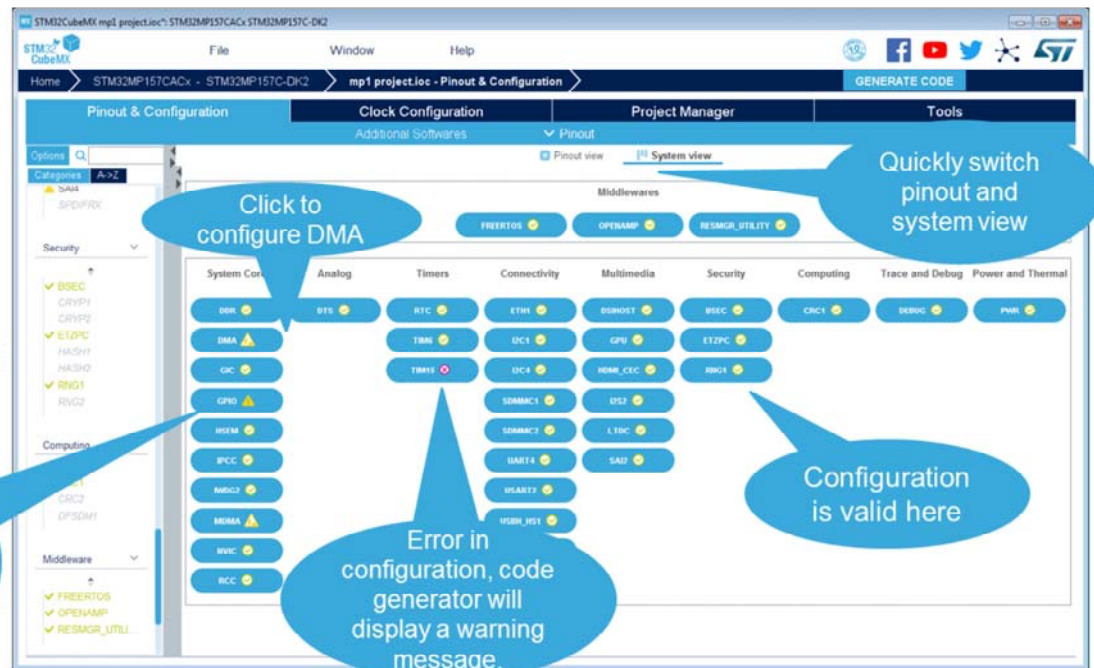 STM32CubeMX mp1 project.ioc*: STM32MP157CACx STM32MP157C-DK2
STM32
CubeMX
File
Window
Help
Home
STM32MP157CACx - STM32MP157C-DK2
mp1 project.ioc - Pinout & Configuration
GENERATE CODE
Pinout & Configuration
Clock Configuration
Project Manager
Tools
Additional Softwares
Pinout
Options
Pinout view
System view
Categories
A->Z
SAI4
SPDIFRX
Security
BSEC
CRYP1
CRYP2
ETZPC
HASH1
HASH2
RNG1
RNG2
Computing
CRC2
DFSDM1
Middleware
FREERTOS
OPENAMP
RESMGR_UTILI...
Quickly switch
pinout and
system view
Click to
configure DMA
Middlewares
FREERTOS
OPENAMP
RESMGR_UTILITY
System Core
Analog
Timers
Connectivity
Multimedia
Security
Computing
Trace and Debug
Power and Thermal
DDR
DTS
RTC
ETH1
DSIHOST
BSEC
CRC1
DEBUG
PWR
DMA
TIM6
I2C1
GPU
ETZPC
GIC
TIM15
I2C4
HDMI_CEC
RNG1
GPIO
SDMMC1
I2S2
HSEM
SDMMC2
LTDC
IPCC
UART4
SAI2
IWDG2
USART3
MDMA
USBH_HS1
NVIC
RCC
Configuration
is valid here
Error in
configuration, code
generator will
display a warning
message.